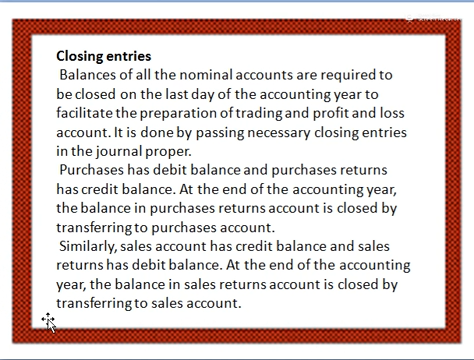 Closing entries
Balances of all the nominal accounts are required to
be closed on the last day of the accounting year to
facilitate the preparation of trading and profit and loss
account. It is done by passing necessary closing entries
in the journal proper.
Purchases has debit balance and purchases returns
has credit balance. At the end of the accounting year,
the balance in purchases returns account is closed by
transferring to purchases account.
Similarly, sales account has credit balance and sales
returns has debit balance. At the end of the accounting
year, the balance in sales returns account is closed by
transferring to sales account.